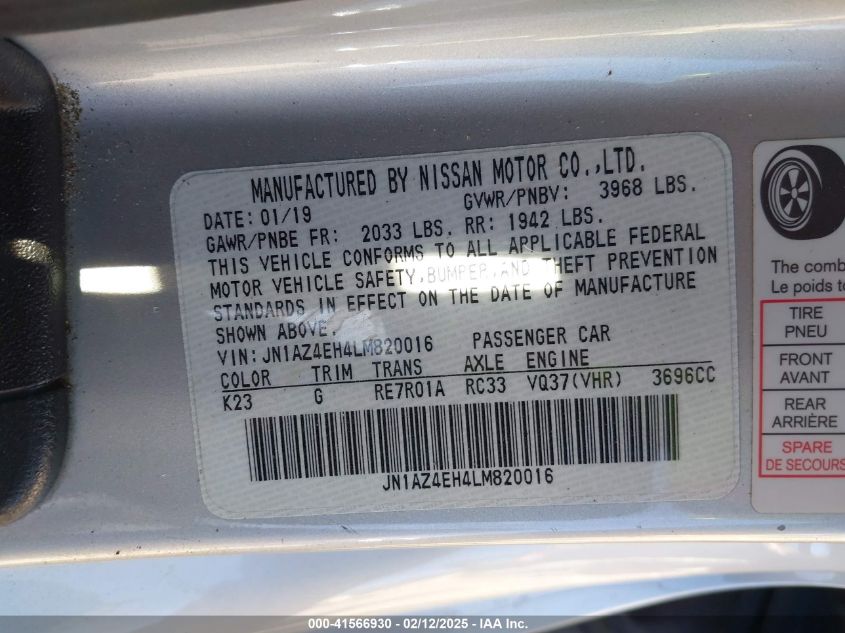 MANUFACTURED BY NISSAN MOTOR CO.,LTD.
DATE: 01/19 GVWR/PNBV: 3968 LBS.
GAWR/PNBE FR: 2033 LBS. RR: 1942 LBS.
THIS VEHICLE CONFORMS TO ALL APPLICABLE FEDERAL
MOTOR VEHICLE SAFETY,BUMPER,AND THEFT PREVENTION
STANDARDS IN EFFECT ON THE DATE OF MANUFACTURE
SHOWN ABOVE.
VIN:JN1AZ4EH4LM820016 PASSENGER CAR
COLOR TRIM TRANS AXLE ENGINE
K23 G RE7R01A RC33 VQ37(VHR) 3696CC
JN1AZ4EH4LM820016
The comb
Le poids t
TIRE
PNEU
FRONT
AVANT
REAR
ARRIÈRE
SPARE
DE SECOURS
000-41566930 - 02/12/2025 - IAA Inc.